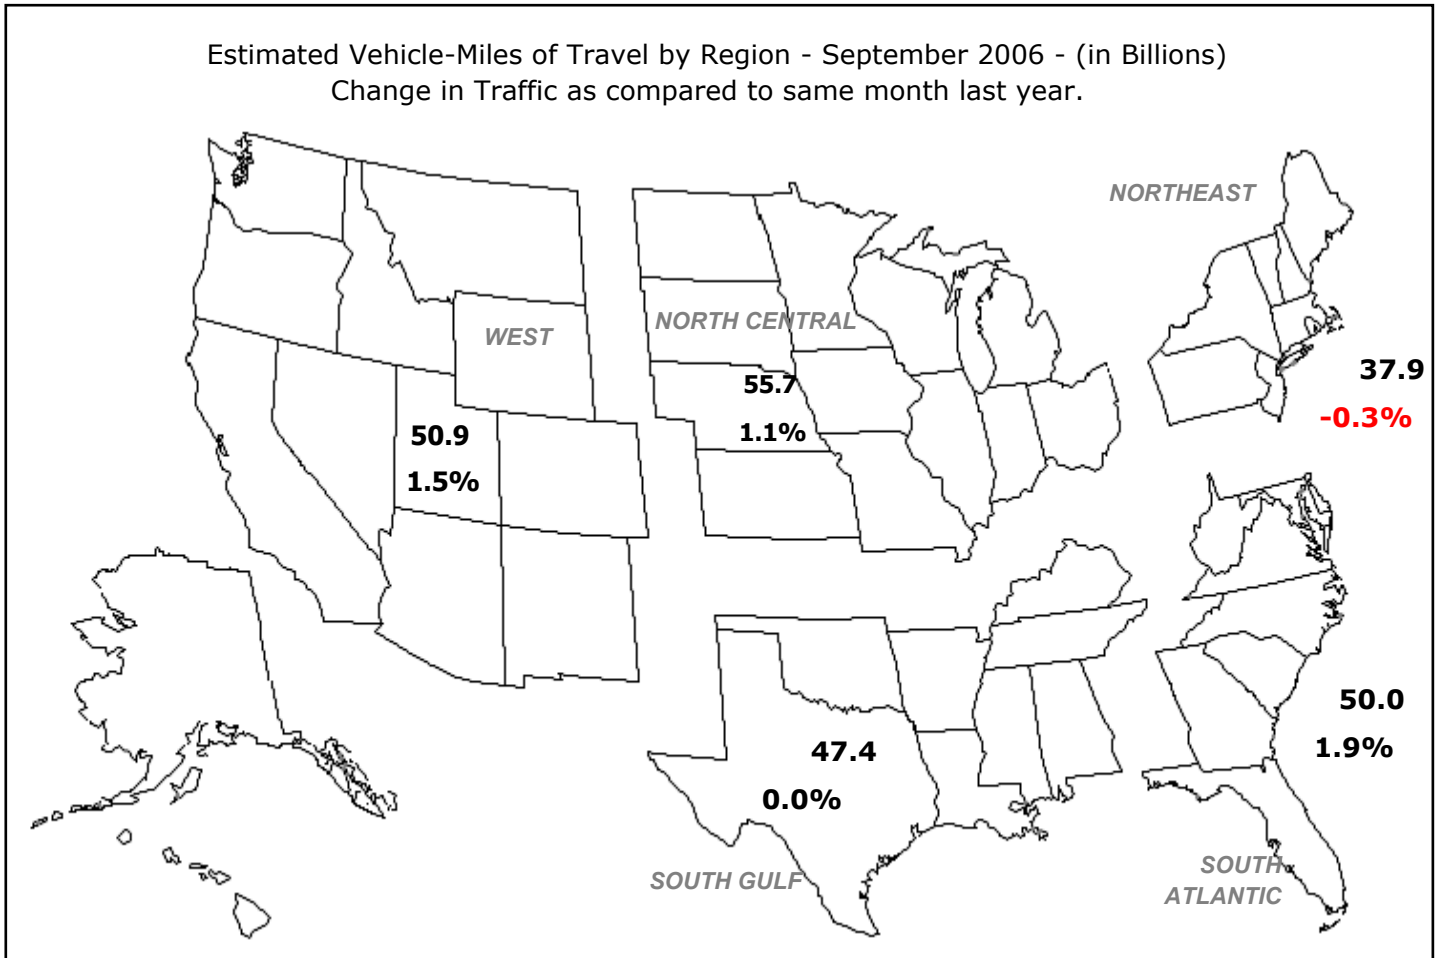 Estimated Vehicle-Miles of Travel by Region - September 2006 - (in Billions)
Change in Traffic as compared to same month last year.
NORTHEAST
WEST
NORTH CENTRAL
37.9
-0.3%
55.7
1.1%
50.9
1.5%
50.0
1.9%
47.4
0.0%
SOUTH GULF
SOUTH
ATLANTIC